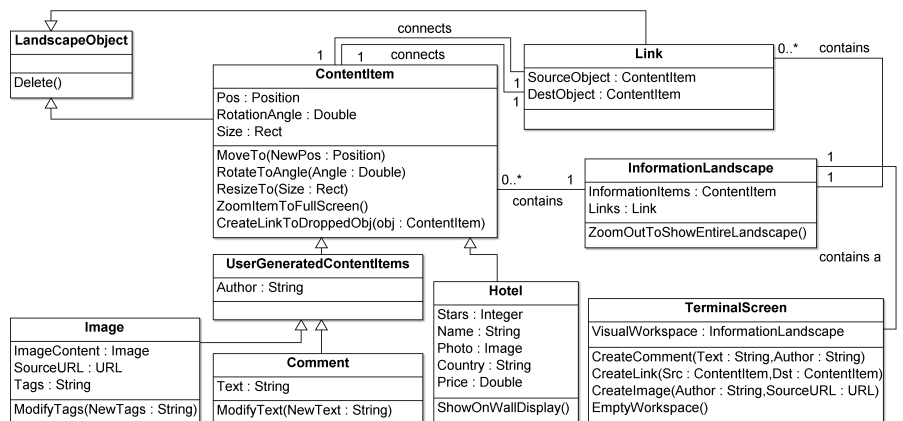 LandscapeObject
Delete()
connects
1
1
connects
1
1
ContentItem
Pos : Position
RotationAngle : Double
Size : Rect
MoveTo(NewPos : Position)
RotateToAngle(Angle : Double)
ResizeTo(Size : Rect)
ZoomItemToFullScreen()
CreateLinkToDroppedObj(obj : ContentItem)
Link
SourceObject : ContentItem
DestObject : ContentItem
0..*
contains
InformationLandscape
InformationItems : ContentItem
Links : Link
ZoomOutToShowEntireLandscape()
1
1
0..*
1
contains
contains a
UserGeneratedContentItems
Author : String
Hotel
Stars : Integer
Name : String
Photo : Image
Country : String
Price : Double
ShowOnWallDisplay()
TerminalScreen
VisualWorkspace : InformationLandscape
CreateComment(Text : String,Author : String)
CreateLink(Src : ContentItem,Dst : ContentItem)
CreateImage(Author : String,SourceURL : URL)
EmptyWorkspace()
Image
ImageContent : Image
SourceURL : URL
Tags : String
ModifyTags(NewTags : String)
Comment
Text : String
ModifyText(NewText : String)